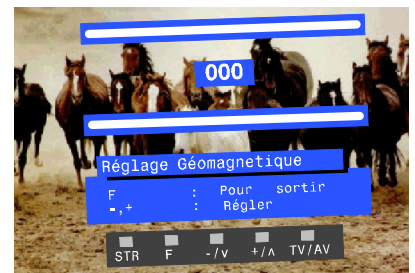 000
Réglage Géomagnetique
F : Pour sortir
-,+ : Régler
STR F -/v +/ʌ TV/AV